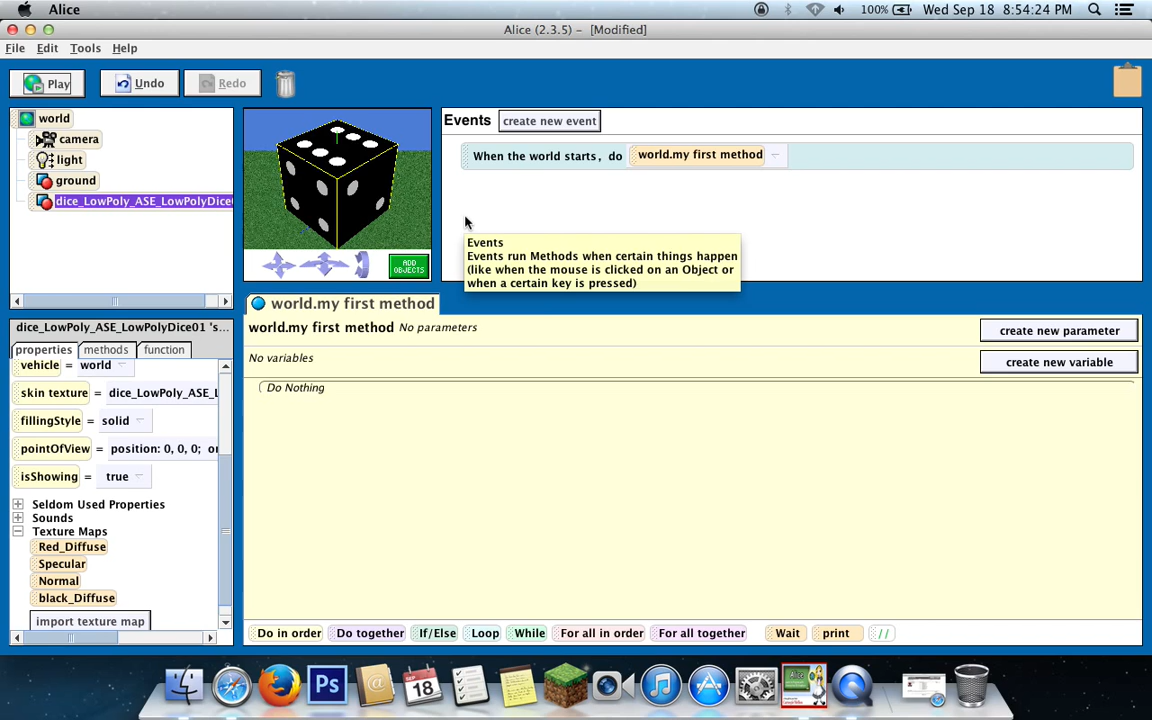 Alice
100%
Wed Sep 18 8:54:24 PM
Alice (2.3.5) - [Modified]
File Edit Tools Help
Play
Undo
Redo
world
camera
light
ground
dice_LowPoly_ASE_LowPolyDice
ADD
OBJECTS
Events
create new event
When the world starts, do world.my first method
Events
Events run Methods when certain things happen
(like when the mouse is clicked on an Object or
when a certain key is pressed)
dice_LowPoly_ASE_LowPolyDice01 's...
properties methods function
vehicle = world
skin texture = dice_LowPoly_ASE_L
fillingStyle = solid
pointOfView = position: 0, 0, 0; or
isShowing = true
Seldom Used Properties
Sounds
Texture Maps
Red_Diffuse
Specular
Normal
black_Diffuse
import texture map
world.my first method
world.my first method No parameters
create new parameter
No variables
create new variable
Do Nothing
Do in order Do together If/Else Loop While For all in order For all together Wait print //
Ps
SEP
18
Alice